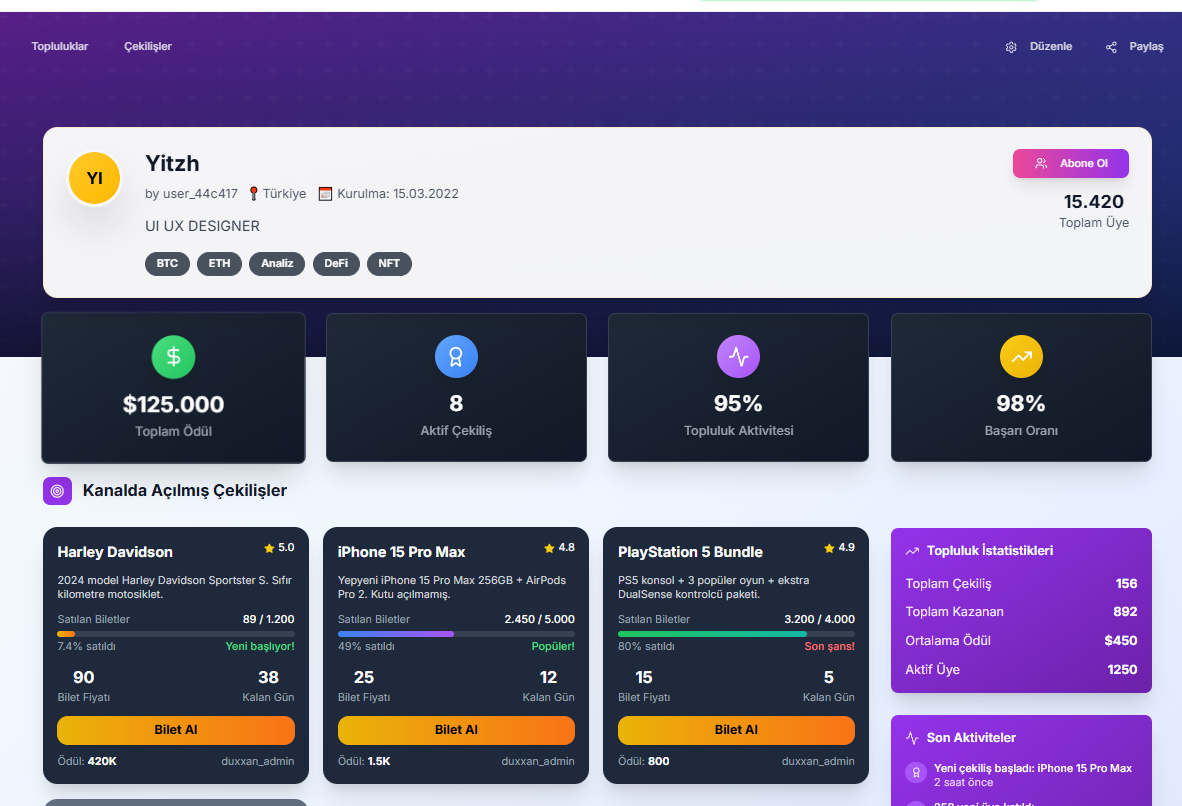 Topluluklar
Çekilişler
Düzenle
Paylaş
YI
Yitzh
by user_44c417
Türkiye
Kurulma: 15.03.2022
UI UX DESIGNER
BTC
ETH
Analiz
DeFi
NFT
Abone Ol
15.420
Toplam Üye
$125.000
Toplam Ödül
8
Aktif Çekiliş
95%
Topluluk Aktivitesi
98%
Başarı Oranı
Kanalda Açılmış Çekilişler
Harley Davidson
5.0
2024 model Harley Davidson Sportster S. Sıfır
kilometre motosiklet.
Satılan Biletler
89 / 1.200
7.4% satıldı
Yeni başlıyor!
90
Bilet Fiyatı
38
Kalan Gün
Bilet Al
Ödül: 420K
duxxan_admin
iPhone 15 Pro Max
4.8
Yepyeni iPhone 15 Pro Max 256GB + AirPods
Pro 2. Kutu açılmamış.
Satılan Biletler
2.450 / 5.000
49% satıldı
Popüler!
25
Bilet Fiyatı
12
Kalan Gün
Bilet Al
Ödül: 1.5K
duxxan_admin
PlayStation 5 Bundle
4.9
PS5 konsol + 3 popüler oyun + ekstra
DualSense kontrolcü paketi.
Satılan Biletler
3.200 / 4.000
80% satıldı
Son şans!
15
Bilet Fiyatı
5
Kalan Gün
Bilet Al
Ödül: 800
duxxan_admin
Topluluk İstatistikleri
Toplam Çekiliş
156
Toplam Kazanan
892
Ortalama Ödül
$450
Aktif Üye
1250
Son Aktiviteler
Yeni çekiliş başladı: iPhone 15 Pro Max
2 saat önce